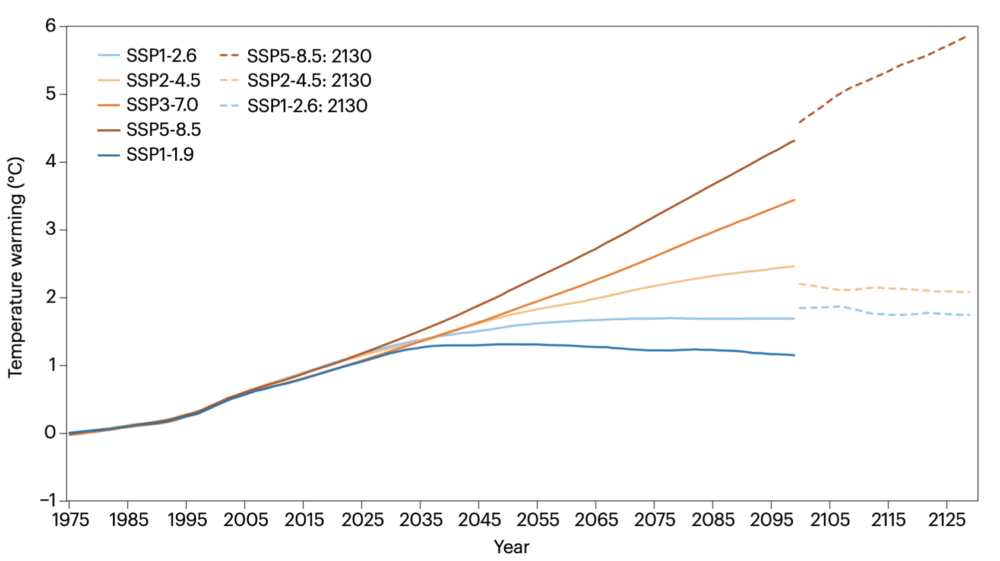 6
5
4
3
2
1
0
−1
Temperature warming (°C)
SSP1-2.6
SSP2-4.5
SSP3-7.0
SSP5-8.5
SSP1-1.9
SSP5-8.5: 2130
SSP2-4.5: 2130
SSP1-2.6: 2130
1975 1985 1995 2005 2015 2025 2035 2045 2055 2065 2075 2085 2095 2105 2115 2125
Year